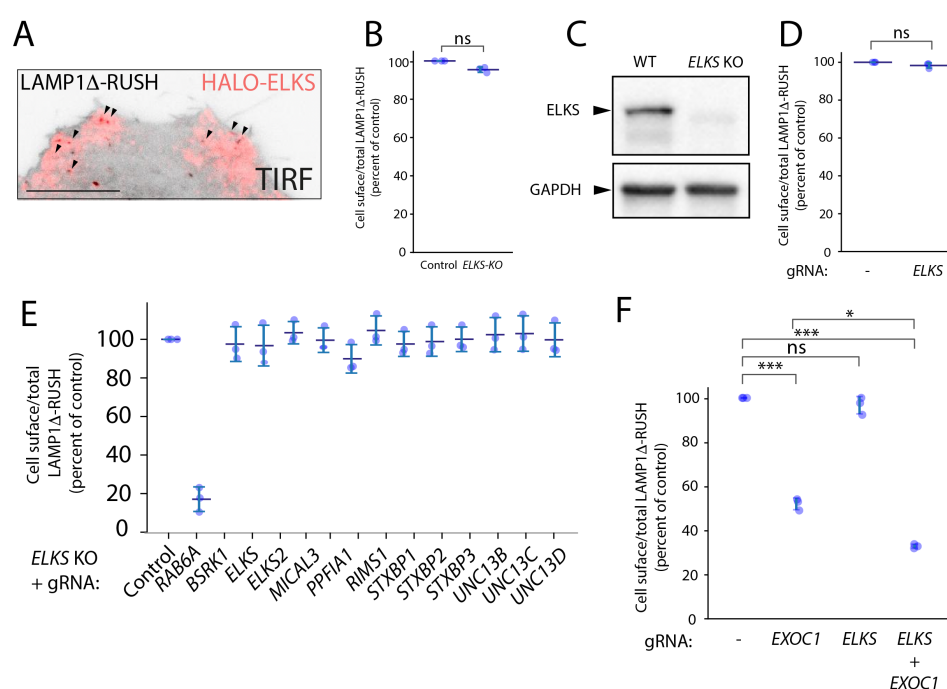 A
LAMP1Δ-RUSH HALO-ELKS
TIRF
B
ns
Cell suface/total LAMP1Δ-RUSH
(percent of control)
100
80
60
40
20
0
Control ELKS-KO
C
WT ELKS KO
ELKS
GAPDH
D
ns
Cell suface/total LAMP1Δ-RUSH
(percent of control)
100
80
60
40
20
0
gRNA: - ELKS
E
Cell suface/total
LAMP1Δ-RUSH
(percent of control)
100
80
60
40
20
0
ELKS KO
+ gRNA:
Control
RAB6A
BSRK1
ELKS
ELKS2
MICAL3
PPFIA1
RIMS1
STXBP1
STXBP2
STXBP3
UNC13B
UNC13C
UNC13D
F
*
***
ns
***
Cell suface/total LAMP1Δ-RUSH
(percent of control)
100
80
60
40
20
0
gRNA: - EXOC1 ELKS ELKS
+
EXOC1